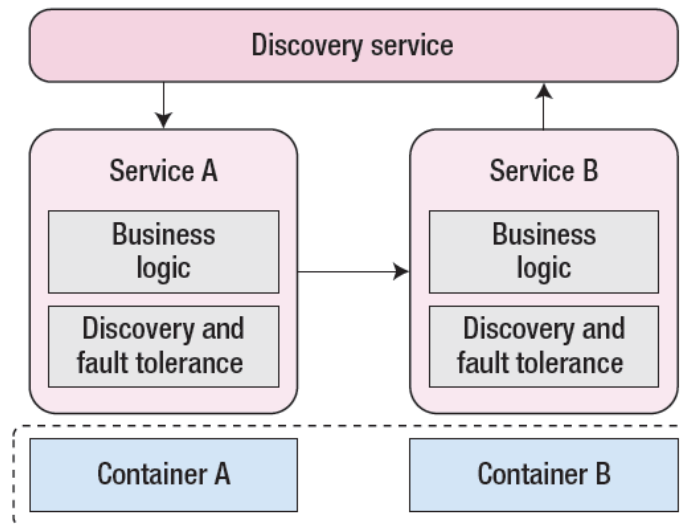 Discovery service
Service A
Business
logic
Discovery and
fault tolerance
Service B
Business
logic
Discovery and
fault tolerance
Container A
Container B